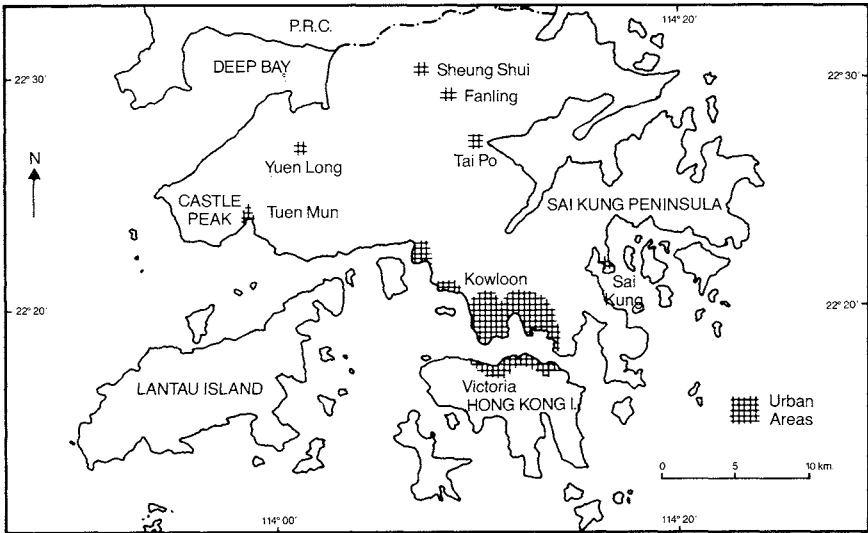 P.R.C.
114° 20'
22° 30'
DEEP BAY
Sheung Shui
22° 30'
Fanling
N
Yuen Long
Tai Po
CASTLE
PEAK
Tuen Mun
SAI KUNG PENINSULA
Kowloon
Sai
Kung
22° 20'
22° 20'
LANTAU ISLAND
Victoria
HONG KONG I.
Urban
Areas
0 5 10 km.
114° 00'
114° 20'